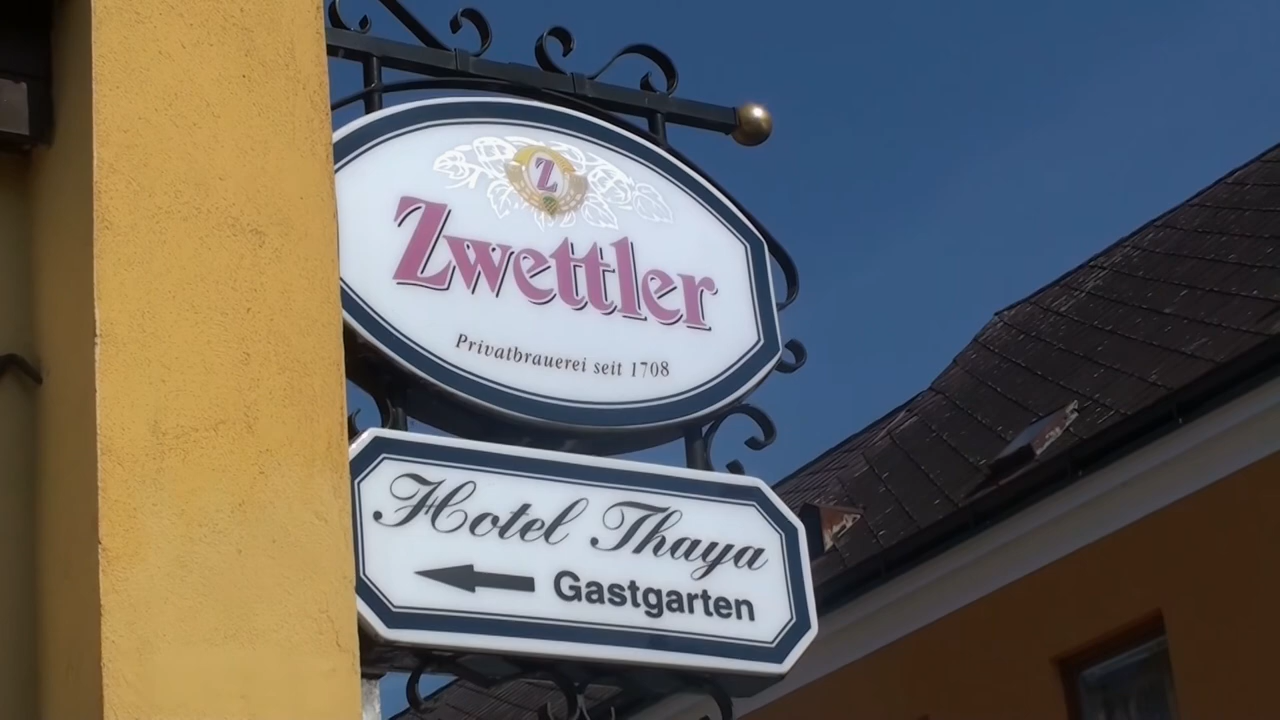 Z
Zwettler
Privatbrauerei seit 1708
Hotel Thaya
Gastgarten